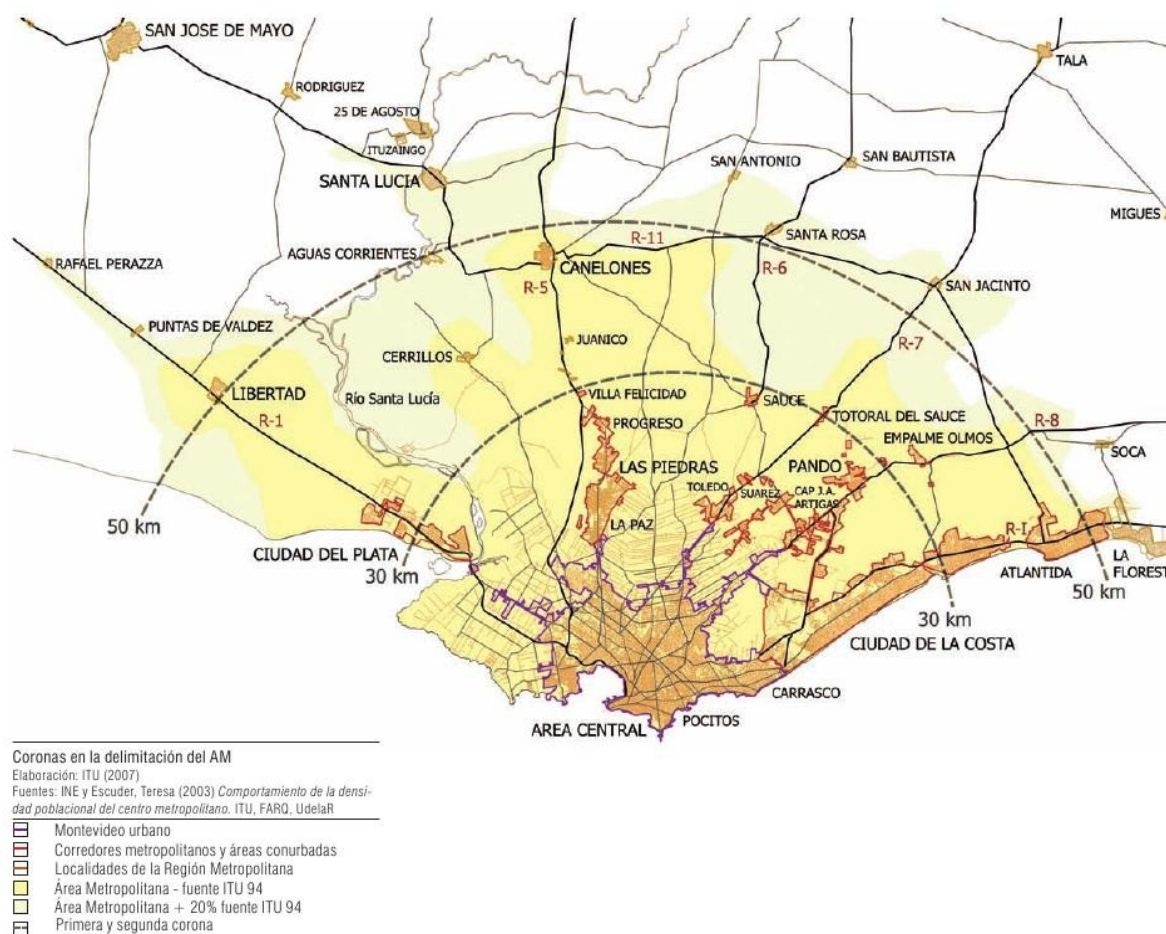 SAN JOSE DE MAYO
TALA
RODRIGUEZ
25 DE AGOSTO
ITUZAINGO
SAN ANTONIO
SAN BAUTISTA
SANTA LUCIA
MIGUES
SANTA ROSA
R-11
AGUAS CORRIENTES
RAFAEL PERAZZA
CANELONES
R-6
R-5
SAN JACINTO
PUNTAS DE VALDEZ
JUANICO
R-7
CERRILLOS
LIBERTAD
Río Santa Lucía
VILLA FELICIDAD
SAUCE
R-1
PROGRESO
TOTORAL DEL SAUCE
R-8
EMPALME OLMOS
SOCA
LAS PIEDRAS
PANDO
TOLEDO
SUAREZ
CAP J.A.
ARTIGAS
50 km
LA PAZ
R-I
CIUDAD DEL PLATA
ATLANTIDA
LA
FLOREST
30 km
50 km
30 km
CIUDAD DE LA COSTA
CARRASCO
AREA CENTRAL
POCITOS
Coronas en la delimitación del AM
Elaboración: ITU (2007)
Fuentes: INE y Escuder, Teresa (2003) Comportamiento de la densi-
dad poblacional del centro metropolitano. ITU, FARQ, UdelaR
Montevideo urbano
Corredores metropolitanos y áreas conurbadas
Localidades de la Región Metropolitana
Área Metropolitana - fuente ITU 94
Área Metropolitana + 20% fuente ITU 94
Primera y segunda corona